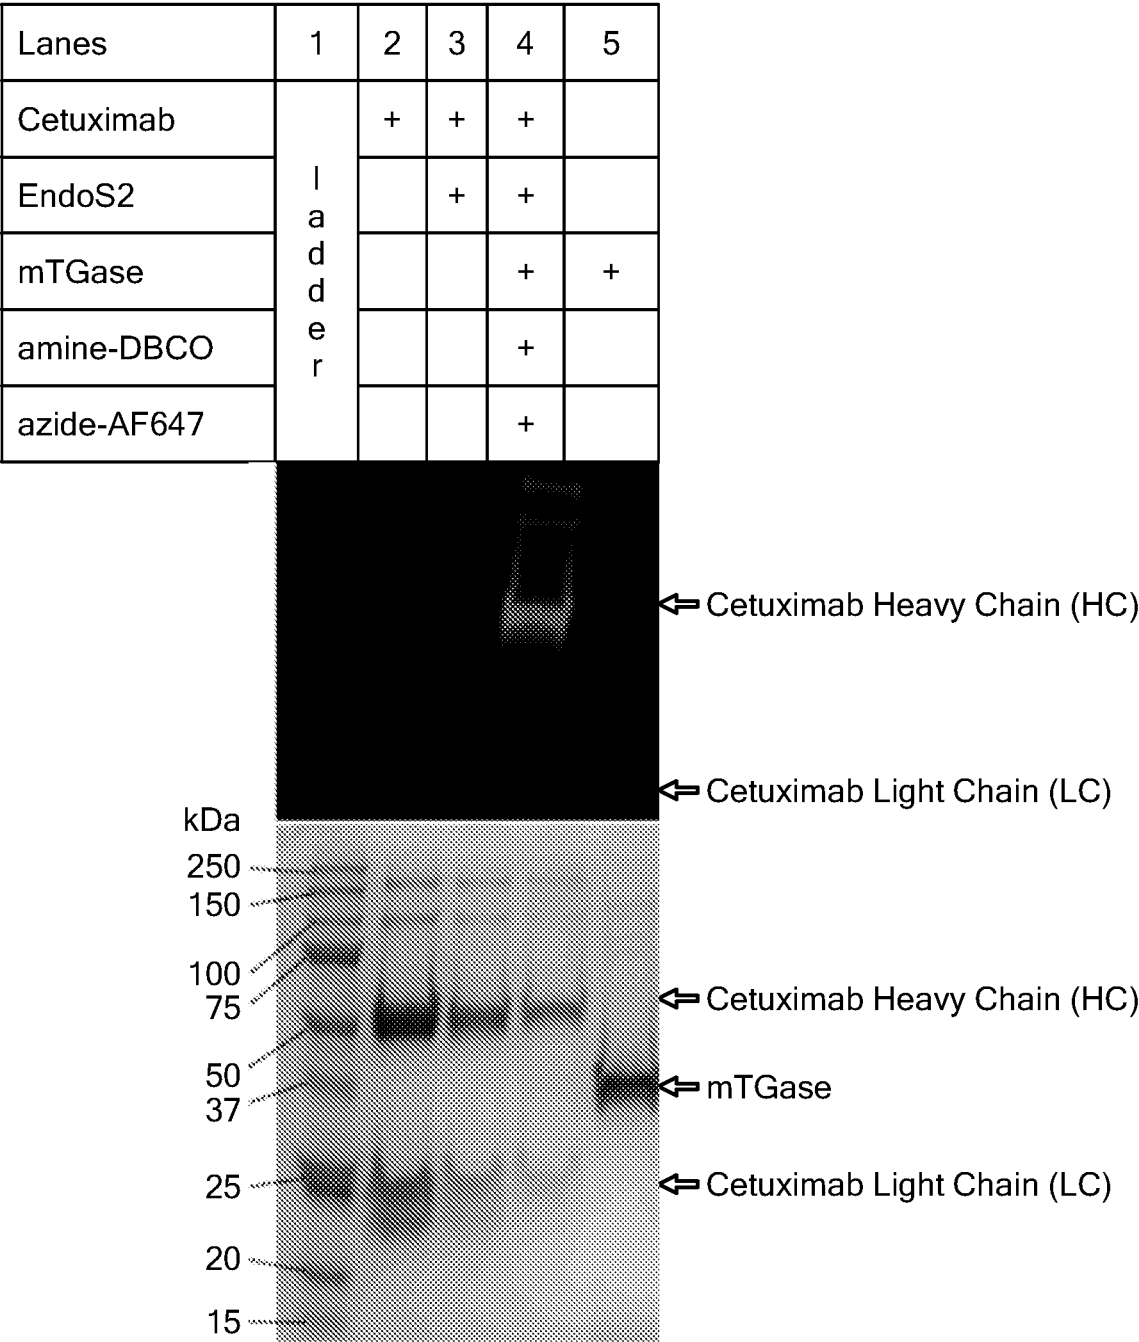 Lanes 1 2 3 4 5
Cetuximab + + +
EndoS2 + +
mTGase + +
amine-DBCO +
azide-AF647 +
l
a
d
d
e
r
Cetuximab Heavy Chain (HC)
Cetuximab Light Chain (LC)
kDa
250
150
100
75
50
37
25
20
15
Cetuximab Heavy Chain (HC)
mTGase
Cetuximab Light Chain (LC)